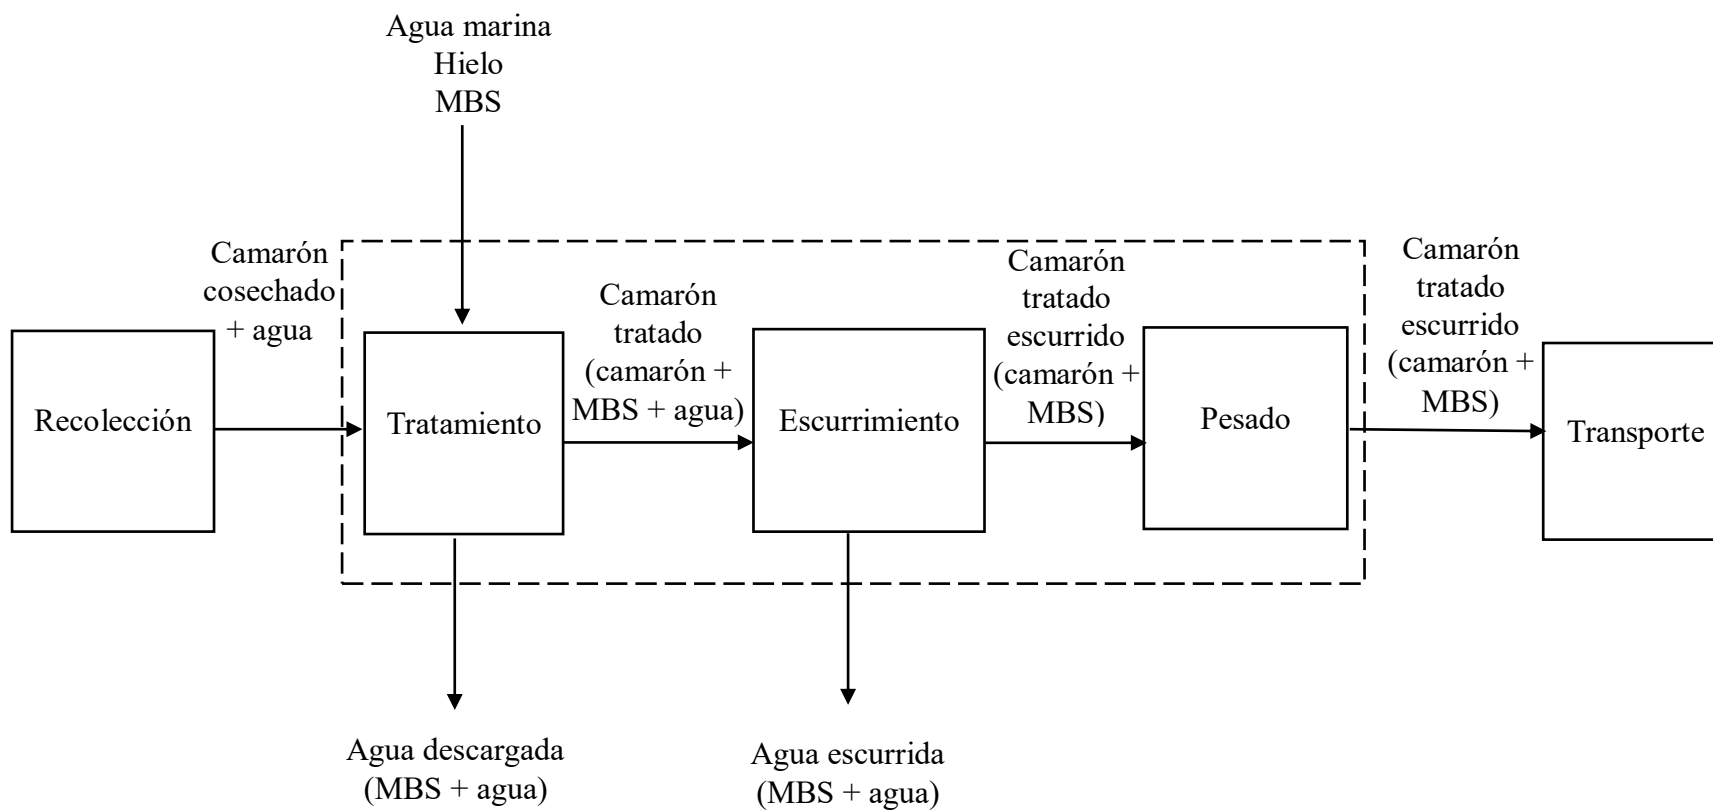 Agua marina
Hielo
MBS
Camarón
cosechado
+ agua
Camarón
tratado
(camarón +
MBS + agua)
Camarón
tratado
escurrido
(camarón +
MBS)
Camarón
tratado
escurrido
(camarón +
MBS)
Recolección
Tratamiento
Escurrimiento
Pesado
Transporte
Agua descargada
(MBS + agua)
Agua escurrida
(MBS + agua)